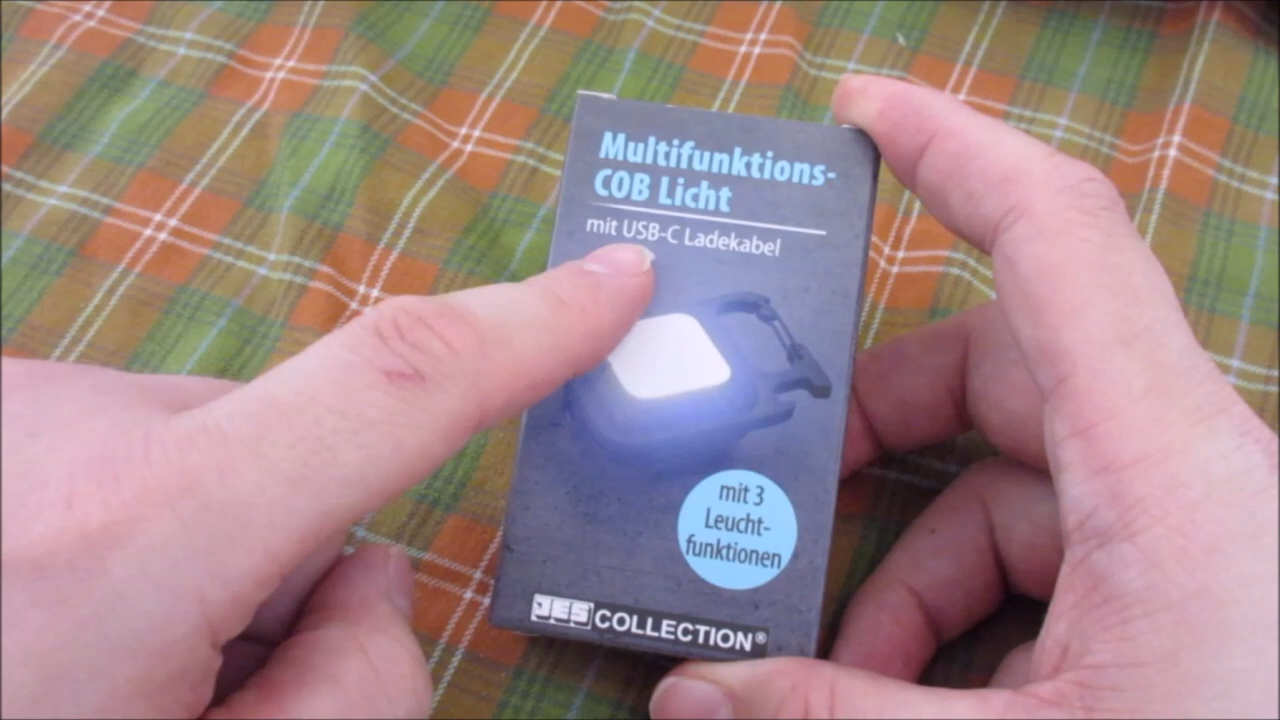 Multifunktions-
COB Licht
mit USB-C Ladekabel
mit 3
Leucht-
funktionen
JES COLLECTION®